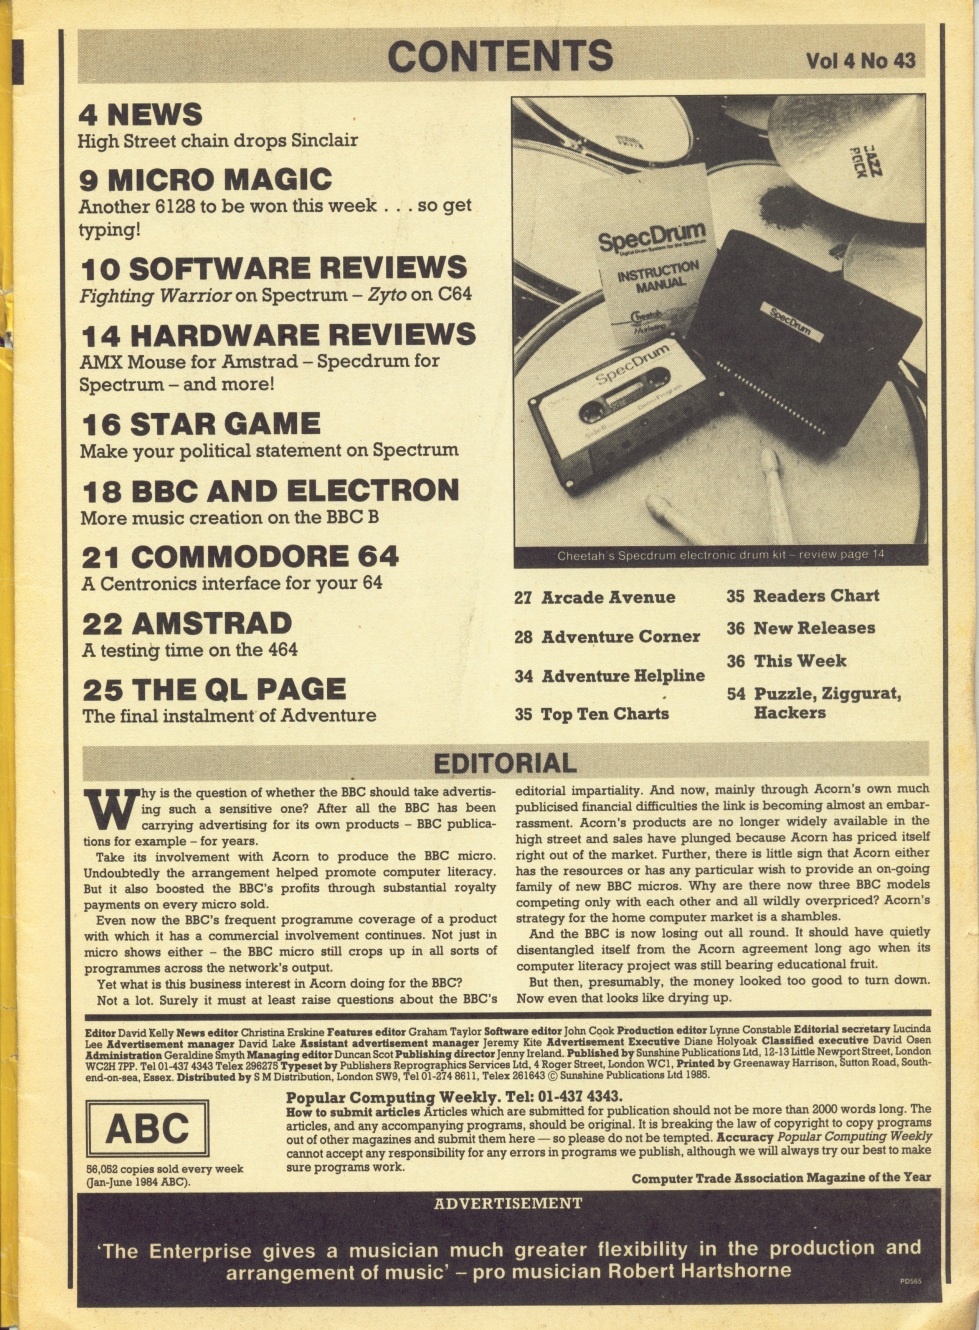 CONTENTS
Vol 4 No 43
4 NEWS
High Street chain drops Sinclair
9 MICRO MAGIC
Another 6128 to be won this week . . . so get
typing!
10 SOFTWARE REVIEWS
Fighting Warrior on Spectrum – Zyto on C64
14 HARDWARE REVIEWS
AMX Mouse for Amstrad – Specdrum for
Spectrum – and more!
16 STAR GAME
Make your political statement on Spectrum
18 BBC AND ELECTRON
More music creation on the BBC B
21 COMMODORE 64
A Centronics interface for your 64
22 AMSTRAD
A testing time on the 464
25 THE QL PAGE
The final instalment of Adventure
JAZZ
ROCK
SpecDrum
Digital Drum System for the Spectrum
INSTRUCTION
MANUAL
Cheetah
Marketing
SpecDrum
SpecDrum
Cheetah's Specdrum electronic drum kit – review page 14
27 Arcade Avenue
28 Adventure Corner
34 Adventure Helpline
35 Top Ten Charts
35 Readers Chart
36 New Releases
36 This Week
54 Puzzle, Ziggurat,
Hackers
EDITORIAL
Why is the question of whether the BBC should take advertis-
ing such a sensitive one? After all the BBC has been
carrying advertising for its own products – BBC publica-
tions for example – for years.
Take its involvement with Acorn to produce the BBC micro.
Undoubtedly the arrangement helped promote computer literacy.
But it also boosted the BBC's profits through substantial royalty
payments on every micro sold.
Even now the BBC's frequent programme coverage of a product
with which it has a commercial involvement continues. Not just in
micro shows either – the BBC micro still crops up in all sorts of
programmes across the network's output.
Yet what is this business interest in Acorn doing for the BBC?
Not a lot. Surely it must at least raise questions about the BBC's
editorial impartiality. And now, mainly through Acorn's own much
publicised financial difficulties the link is becoming almost an embar-
rassment. Acorn's products are no longer widely available in the
high street and sales have plunged because Acorn has priced itself
right out of the market. Further, there is little sign that Acorn either
has the resources or has any particular wish to provide an on-going
family of new BBC micros. Why are there now three BBC models
competing only with each other and all wildly overpriced? Acorn's
strategy for the home computer market is a shambles.
And the BBC is now losing out all round. It should have quietly
disentangled itself from the Acorn agreement long ago when its
computer literacy project was still bearing educational fruit.
But then, presumably, the money looked too good to turn down.
Now even that looks like drying up.
Editor David Kelly News editor Christina Erskine Features editor Graham Taylor Software editor John Cook Production editor Lynne Constable Editorial secretary Lucinda
Lee Advertisement manager David Lake Assistant advertisement manager Jeremy Kite Advertisement Executive Diane Holyoak Classified executive David Osen
Administration Geraldine Smyth Managing editor Duncan Scot Publishing director Jenny Ireland. Published by Sunshine Publications Ltd, 12-13 Little Newport Street, London
WC2H 7PP. Tel 01-437 4343 Telex 296275 Typeset by Publishers Reprographics Services Ltd, 4 Roger Street, London WC1, Printed by Greenaway Harrison, Sutton Road, South-
end-on-sea, Essex. Distributed by S M Distribution, London SW9, Tel 01-274 8611, Telex 261643 © Sunshine Publications Ltd 1985.
ABC
56,052 copies sold every week
(Jan-June 1984 ABC).
Popular Computing Weekly. Tel: 01-437 4343.
How to submit articles Articles which are submitted for publication should not be more than 2000 words long. The
articles, and any accompanying programs, should be original. It is breaking the law of copyright to copy programs
out of other magazines and submit them here — so please do not be tempted. Accuracy Popular Computing Weekly
cannot accept any responsibility for any errors in programs we publish, although we will always try our best to make
sure programs work.
Computer Trade Association Magazine of the Year
ADVERTISEMENT
'The Enterprise gives a musician much greater flexibility in the production and
arrangement of music' – pro musician Robert Hartshorne
PD565